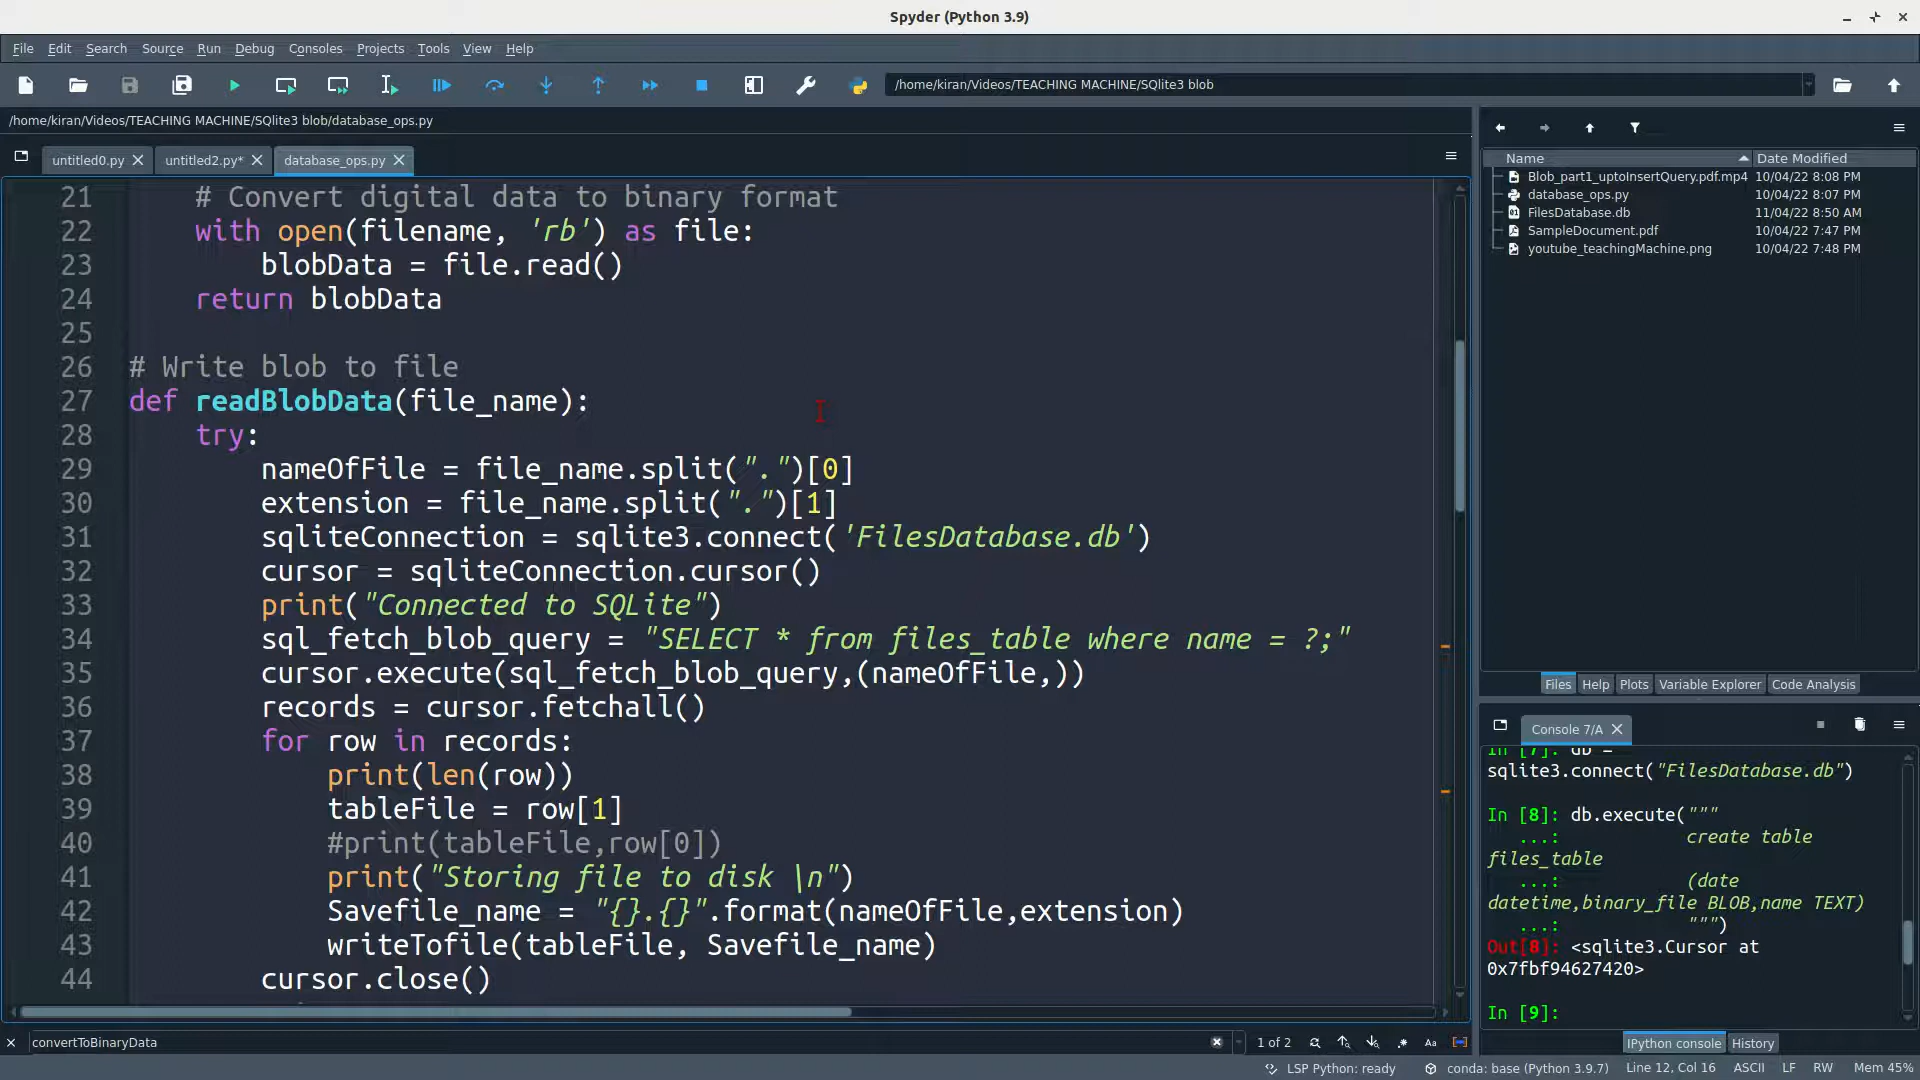 Spyder (Python 3.9)
File Edit Search Source Run Debug Consoles Projects Tools View Help
/home/kiran/Videos/TEACHING MACHINE/SQlite3 blob
/home/kiran/Videos/TEACHING MACHINE/SQlite3 blob/database_ops.py
untitled0.py untitled2.py* database_ops.py
21 # Convert digital data to binary format
22 with open(filename, 'rb') as file:
23 blobData = file.read()
24 return blobData
25
26 # Write blob to file
27 def readBlobData(file_name):
28 try:
29 nameOfFile = file_name.split(".")[0]
30 extension = file_name.split(".")[1]
31 sqliteConnection = sqlite3.connect('FilesDatabase.db')
32 cursor = sqliteConnection.cursor()
33 print("Connected to SQLite")
34 sql_fetch_blob_query = "SELECT * from files_table where name = ?;"
35 cursor.execute(sql_fetch_blob_query,(nameOfFile,))
36 records = cursor.fetchall()
37 for row in records:
38 print(len(row))
39 tableFile = row[1]
40 #print(tableFile,row[0])
41 print("Storing file to disk \n")
42 Savefile_name = "{}.{}".format(nameOfFile,extension)
43 writeTofile(tableFile, Savefile_name)
44 cursor.close()
convertToBinaryData 1 of 2 Aa
Name Date Modified
Blob_part1_uptoInsertQuery.pdf.mp4 10/04/22 8:08 PM
database_ops.py 10/04/22 8:07 PM
FilesDatabase.db 11/04/22 8:50 AM
SampleDocument.pdf 10/04/22 7:47 PM
youtube_teachingMachine.png 10/04/22 7:48 PM
Files Help Plots Variable Explorer Code Analysis
Console 7/A
In [7]: db =
sqlite3.connect("FilesDatabase.db")
In [8]: db.execute("""
...: create table
files_table
...: (date
datetime,binary_file BLOB,name TEXT)
...: """)
Out[8]: <sqlite3.Cursor at
0x7fbf94627420>
In [9]:
IPython console History
LSP Python: ready conda: base (Python 3.9.7) Line 12, Col 16 ASCII LF RW Mem 45%